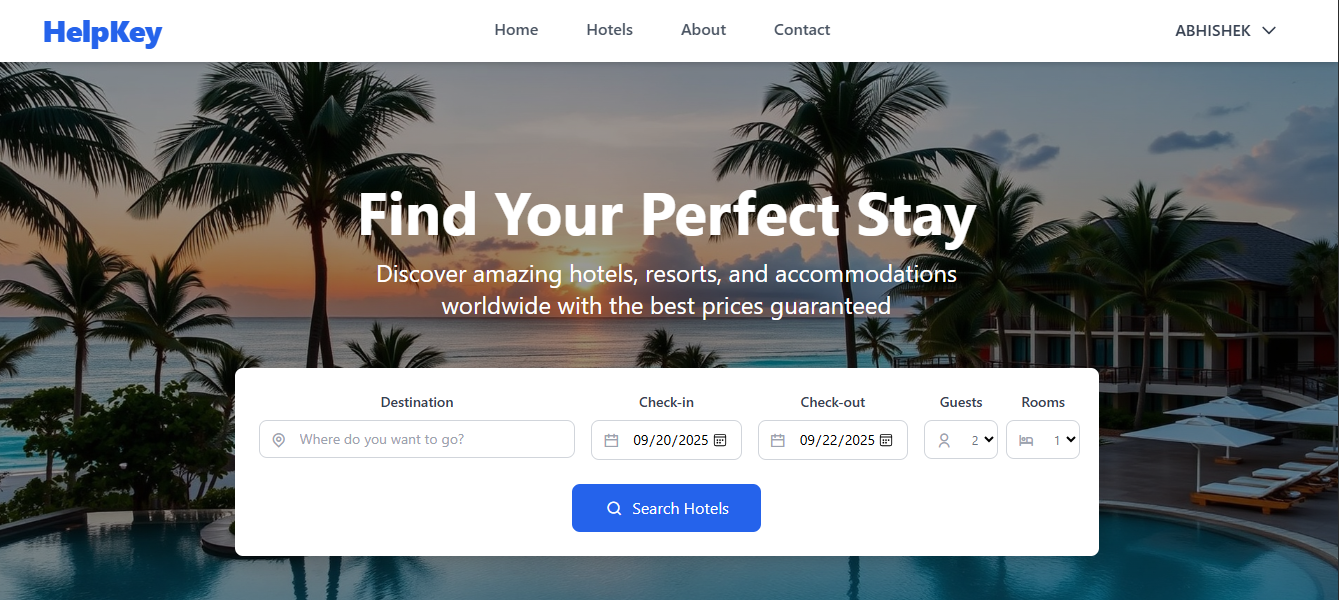 HelpKey
Home Hotels About Contact
ABHISHEK
Find Your Perfect Stay
Discover amazing hotels, resorts, and accommodations
worldwide with the best prices guaranteed
Destination Check-in Check-out Guests Rooms
Where do you want to go? 09/20/2025 09/22/2025 2 1
Search Hotels